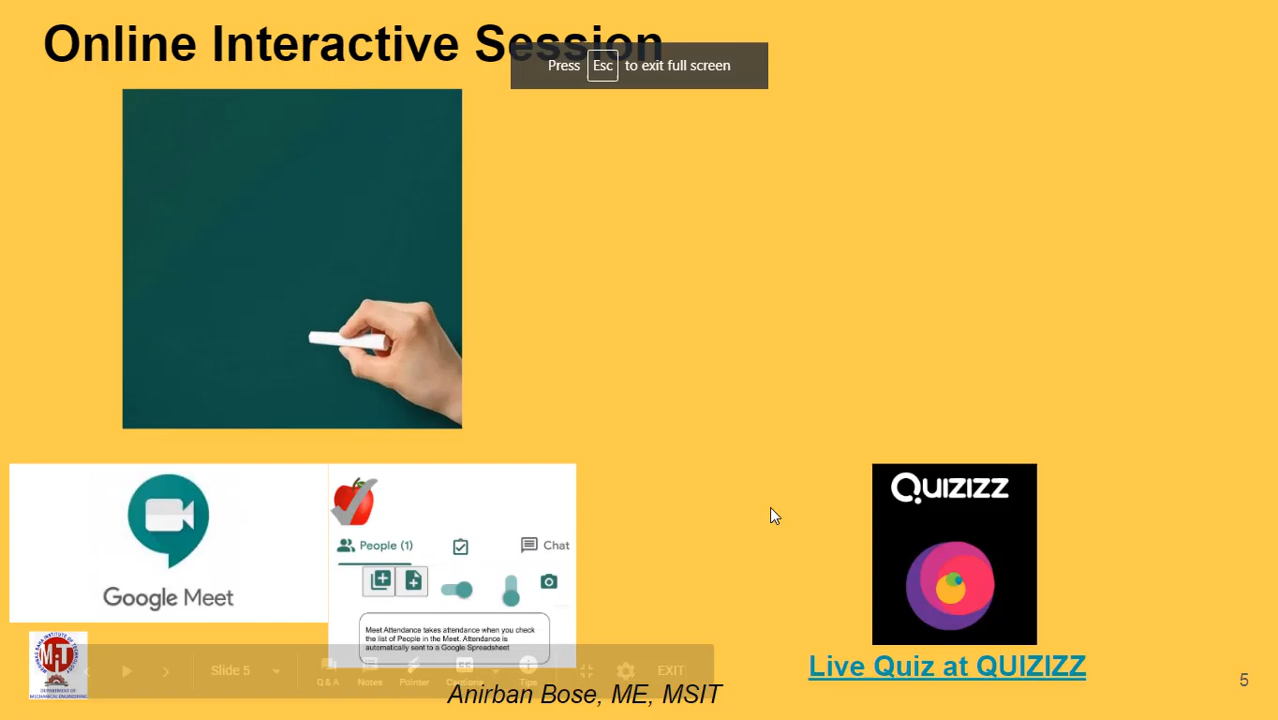 Online Interactive Session
Press Esc to exit full screen
Google Meet
People (1)
Chat
Meet Attendance takes attendance when you check
the list of People in the Meet. Attendance is
automatically sent to a Google Spreadsheet
QUIZIZZ
Live Quiz at QUIZIZZ
Slide 5
Q & A
Notes
Pointer
Captions
Tips
EXIT
Anirban Bose, ME, MSIT
5